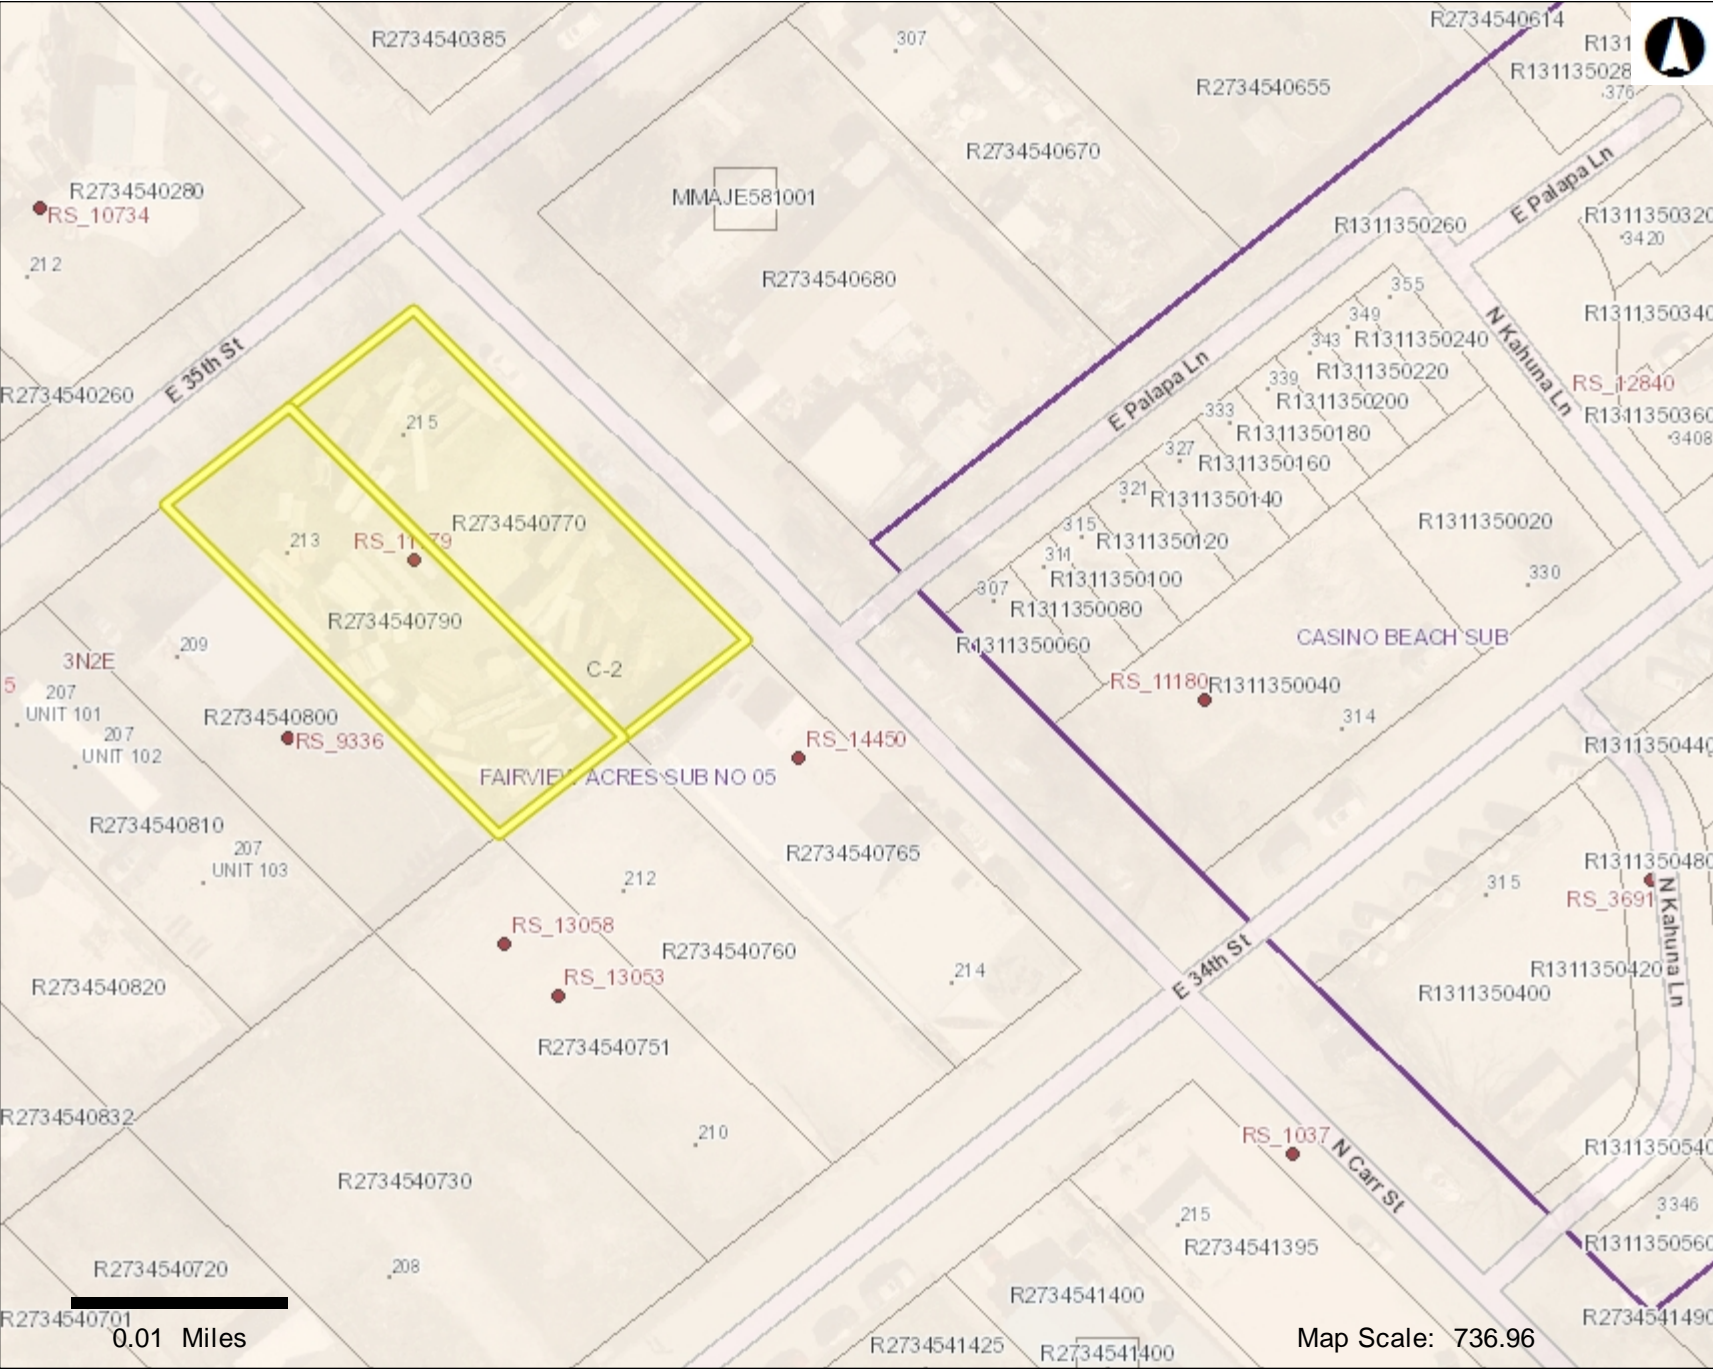 R2734540614
R2734540385
307
R131
R2734540655
R131135028
376
R2734540670
E Palapa Ln
R2734540280
RS_10734
MMAJE581001
R1311350260
R1311350320
3420
212
R2734540680
355
349
R1311350340
N Kahuna Ln
343
R1311350240
E 35th St
E Palapa Ln
R1311350220
339
RS_12840
R2734540260
R1311350200
333
R1311350360
215
R1311350180
3408
327
R1311350160
321
R1311350140
R2734540770
R1311350020
315
213
R1311350120
314
R1311350100
330
307
R1311350080
R2734540790
CASINO BEACH SUB
209
R1311350060
3N2E
C-2
5
RS_11180
R1311350040
207
UNIT 101
R2734540800
314
207
UNIT 102
RS_9336
RS_14450
R1311350440
FAIRVIEW ACRES SUB NO 05
R2734540810
207
UNIT 103
R2734540765
R1311350480
212
315
RS_3691
N Kahuna Ln
RS_13058
R2734540760
E 34th St
RS_13053
214
R1311350420
R2734540820
R1311350400
R2734540751
R2734540832
210
RS_1037
N Carr St
R1311350540
R2734540730
215
3346
R2734541395
R1311350560
R2734540720
208
R2734541400
R2734540701
R2734541490
0.01 Miles
Map Scale: 736.96
R2734541425
R2734541400